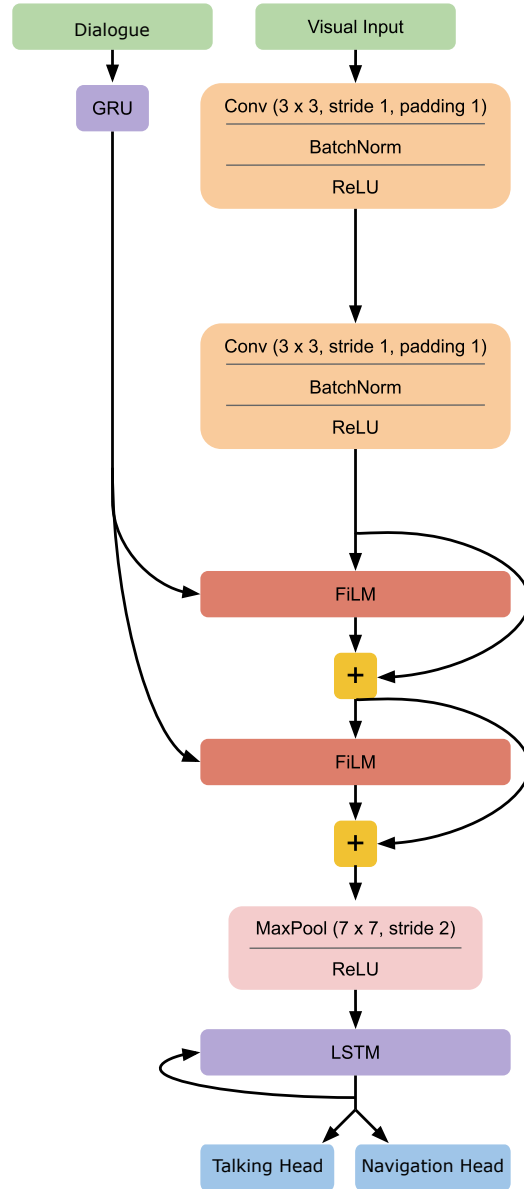 Dialogue
Visual Input
GRU
Conv (3 x 3, stride 1, padding 1)
BatchNorm
ReLU
Conv (3 x 3, stride 1, padding 1)
BatchNorm
ReLU
FiLM
+
FiLM
+
MaxPool (7 x 7, stride 2)
ReLU
LSTM
Talking Head
Navigation Head